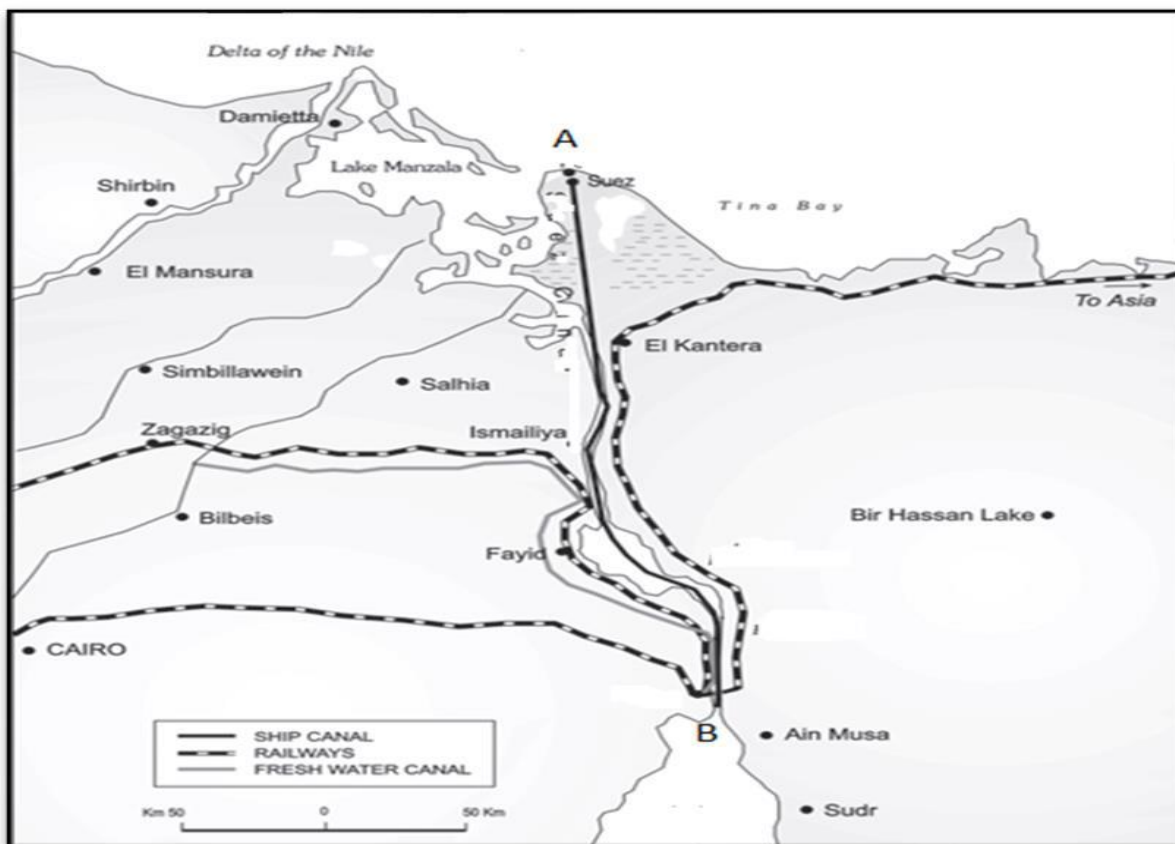 Delta of the Nile
Damietta
A
Lake Manzala
Suez
Shirbin
Tina Bay
El Mansura
To Asia
El Kantera
Simbillawein
Salhia
Zagazig
Ismailiya
Bilbeis
Bir Hassan Lake
Fayid
CAIRO
B
Ain Musa
SHIP CANAL
RAILWAYS
FRESH WATER CANAL
Sudr
Km 50 0 50 Km